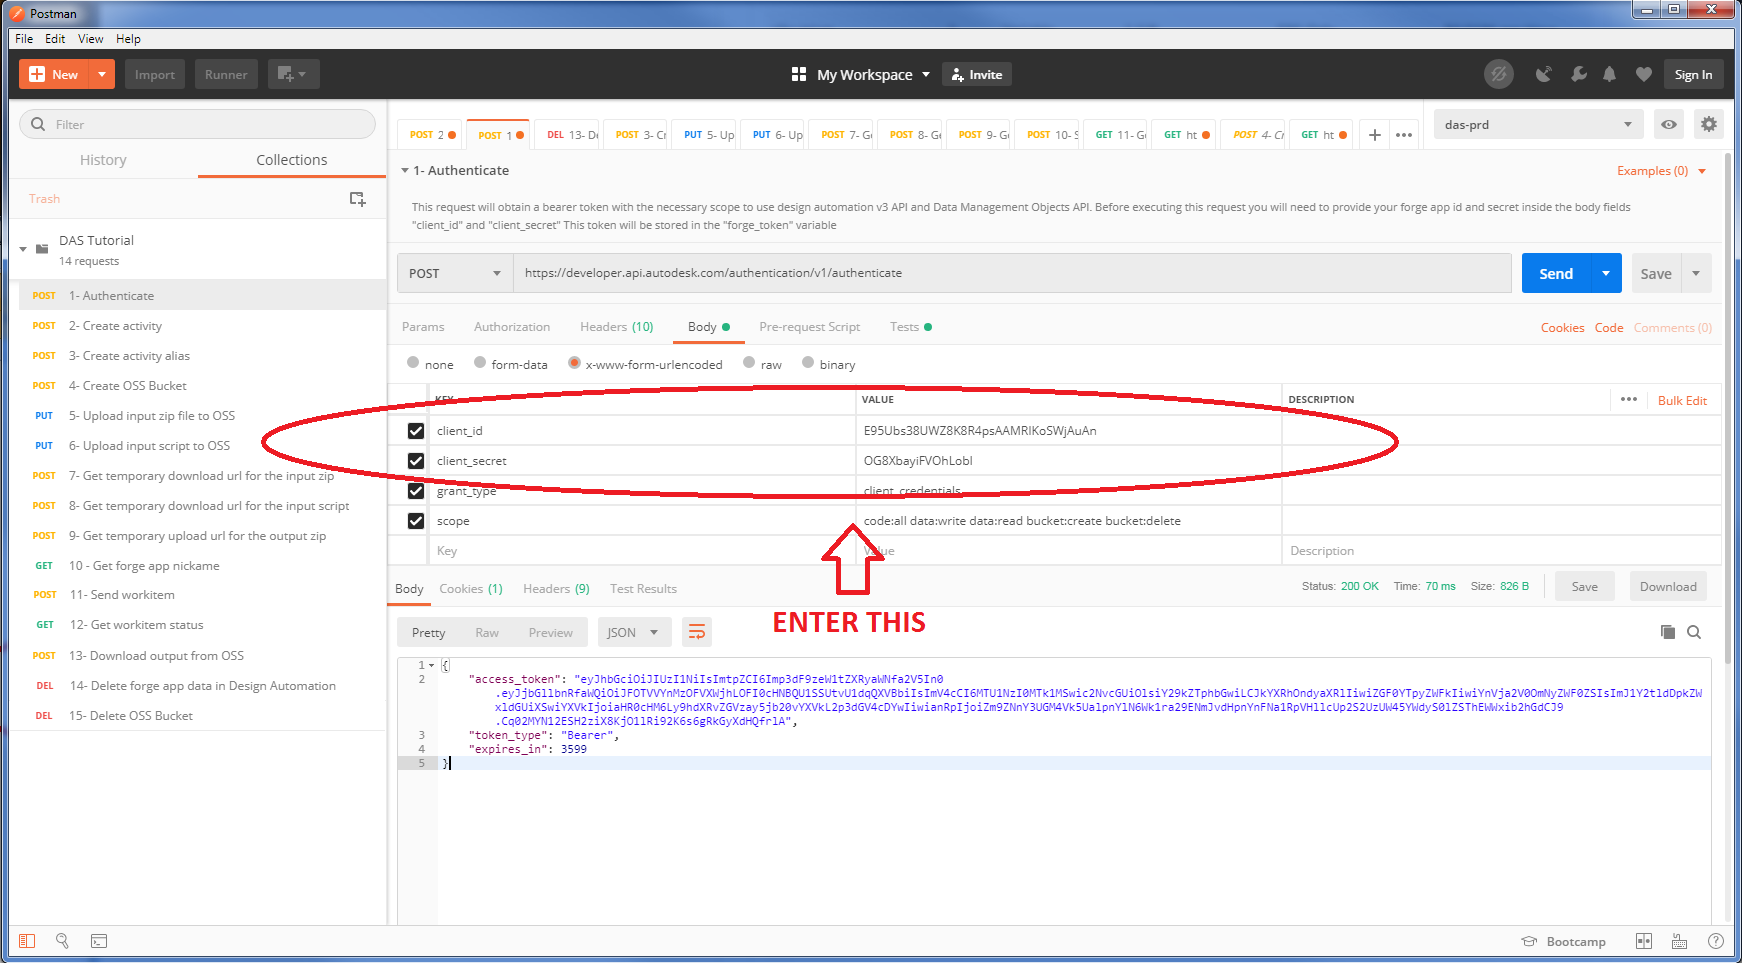 Postman
File Edit View Help
New Import Runner My Workspace Invite Sign In
Filter
History Collections
Trash
DAS Tutorial
14 requests
POST 1- Authenticate
POST 2- Create activity
POST 3- Create activity alias
POST 4- Create OSS Bucket
PUT 5- Upload input zip file to OSS
PUT 6- Upload input script to OSS
POST 7- Get temporary download url for the input zip
POST 8- Get temporary download url for the input script
POST 9- Get temporary upload url for the output zip
GET 10 - Get forge app nickame
POST 11- Send workitem
GET 12- Get workitem status
POST 13- Download output from OSS
DEL 14- Delete forge app data in Design Automation
DEL 15- Delete OSS Bucket
POST 2 POST 1 DEL 13- De POST 3- Cr PUT 5- Up PUT 6- Up POST 7- Ge POST 8- Ge POST 9- Ge POST 10- S GET 11- G GET ht POST 4- Cr GET ht
das-prd
1- Authenticate
Examples (0)
This request will obtain a bearer token with the necessary scope to use design automation v3 API and Data Management Objects API. Before executing this request you will need to provide your forge app id and secret inside the body fields
"client_id" and "client_secret" This token will be stored in the "forge_token" variable
POST https://developer.api.autodesk.com/authentication/v1/authenticate Send Save
Params Authorization Headers (10) Body Pre-request Script Tests Cookies Code Comments (0)
none form-data x-www-form-urlencoded raw binary
KEY VALUE DESCRIPTION Bulk Edit
client_id E95Ubs38UWZ8K8R4psAAMRIKoSWjAuAn
client_secret OG8XbayiFVOhLobI
grant_type client_credentials
scope code:all data:write data:read bucket:create bucket:delete
Key Value Description
Body Cookies (1) Headers (9) Test Results Status: 200 OK Time: 70 ms Size: 826 B Save Download
ENTER THIS
Pretty Raw Preview JSON
1 {
2 "access_token": "eyJhbGciOiJIUzI1NiIsImtpZCI6Imp3dF9zeW1tZXRyaWNfa2V5In0
"token_type": "Bearer",
3
"expires_in": 3599
4
5 }
Bootcamp